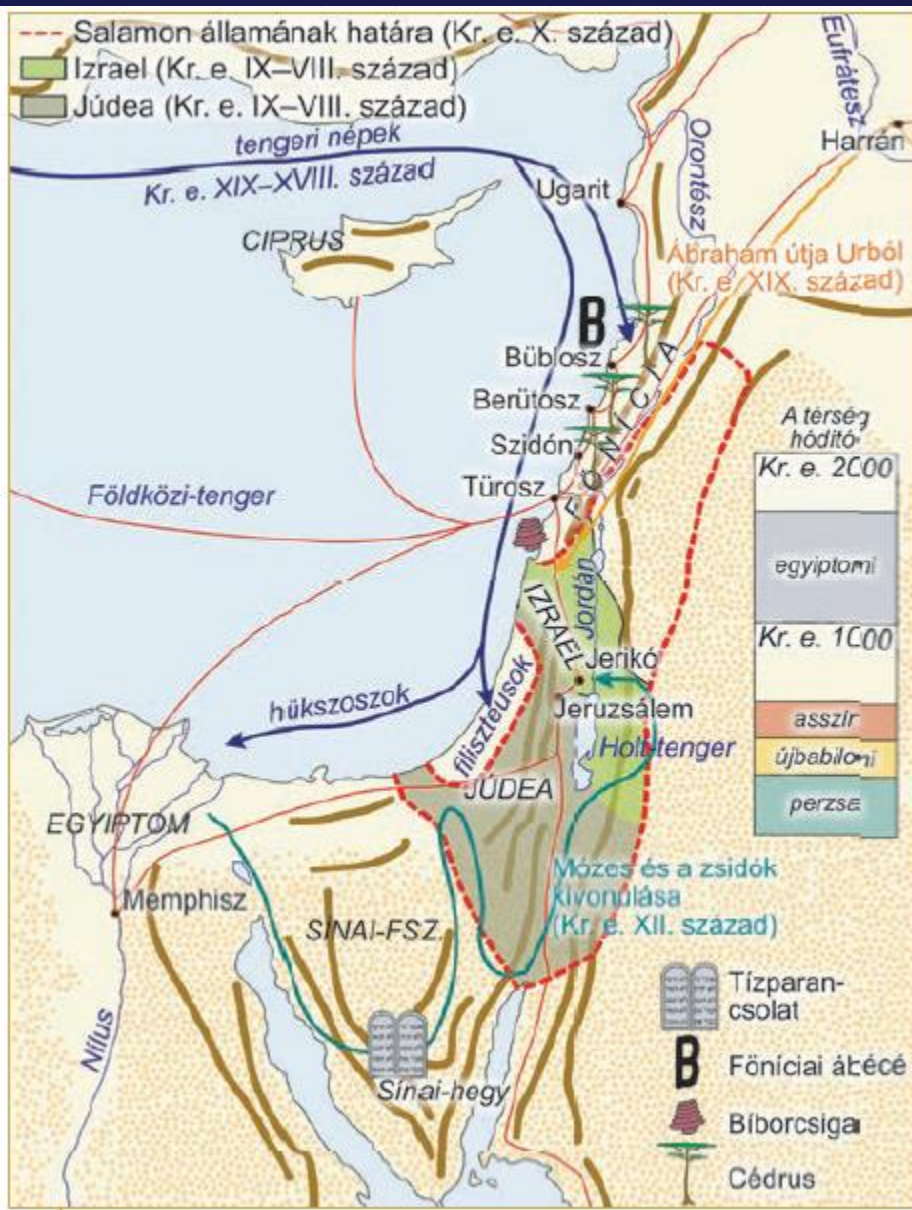 Salamon államának határa (Kr. e. X. század)
Izrael (Kr. e. IX–VIII. század)
Júdea (Kr. e. IX–VIII. század)
tengeri népek
Kr. e. XIX–XVIII. század
Eufrátesz
Harrán
Orontész
Ugarit
CIPRUS
Ábrahám útja Urból
(Kr. e. XIX. század)
B
Büblosz
Berütosz
Szidón
Türosz
FŐNÍCIA
Földközi-tenger
A térség
hódító
Kr. e. 2000
egyiptomi
Kr. e. 1000
asszír
újbabiloni
perzsa
IZRAEL
Jordán
Jerikó
Jeruzsálem
Holt-tenger
filiszteusok
hükszoszok
JÚDEA
EGYIPTOM
Memphisz
Nílus
SÍNAI-FSZ.
Sínai-hegy
Mózes és a zsidók
kivonulása
(Kr. e. XII. század)
Tízparan-
csolat
B
Főníciai ábécé
Bíborcsiga
Cédrus